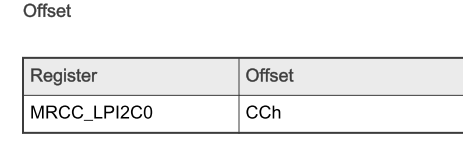 Offset
Register Offset
MRCC_LPI2C0 CCh